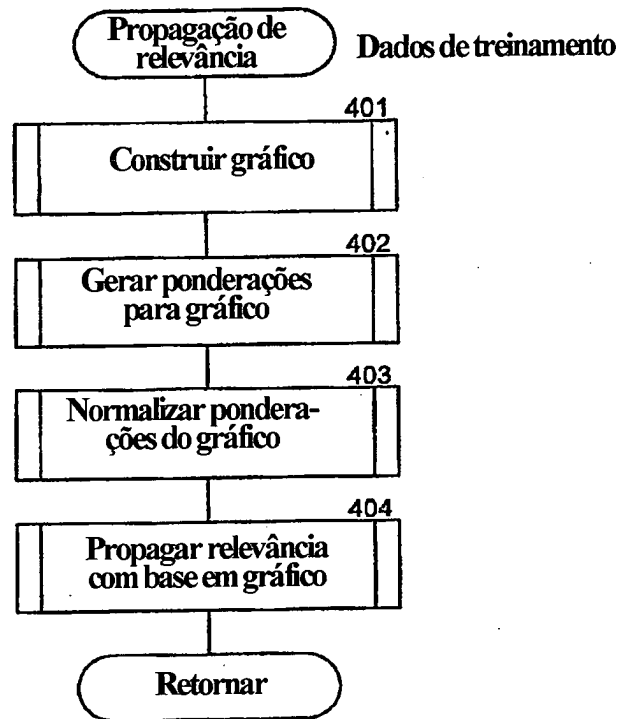 Propagação de
relevância
Dados de treinamento
401
Construir gráfico
402
Gerar ponderações
para gráfico
403
Normalizar pondera-
ções do gráfico
404
Propagar relevância
com base em gráfico
Retornar